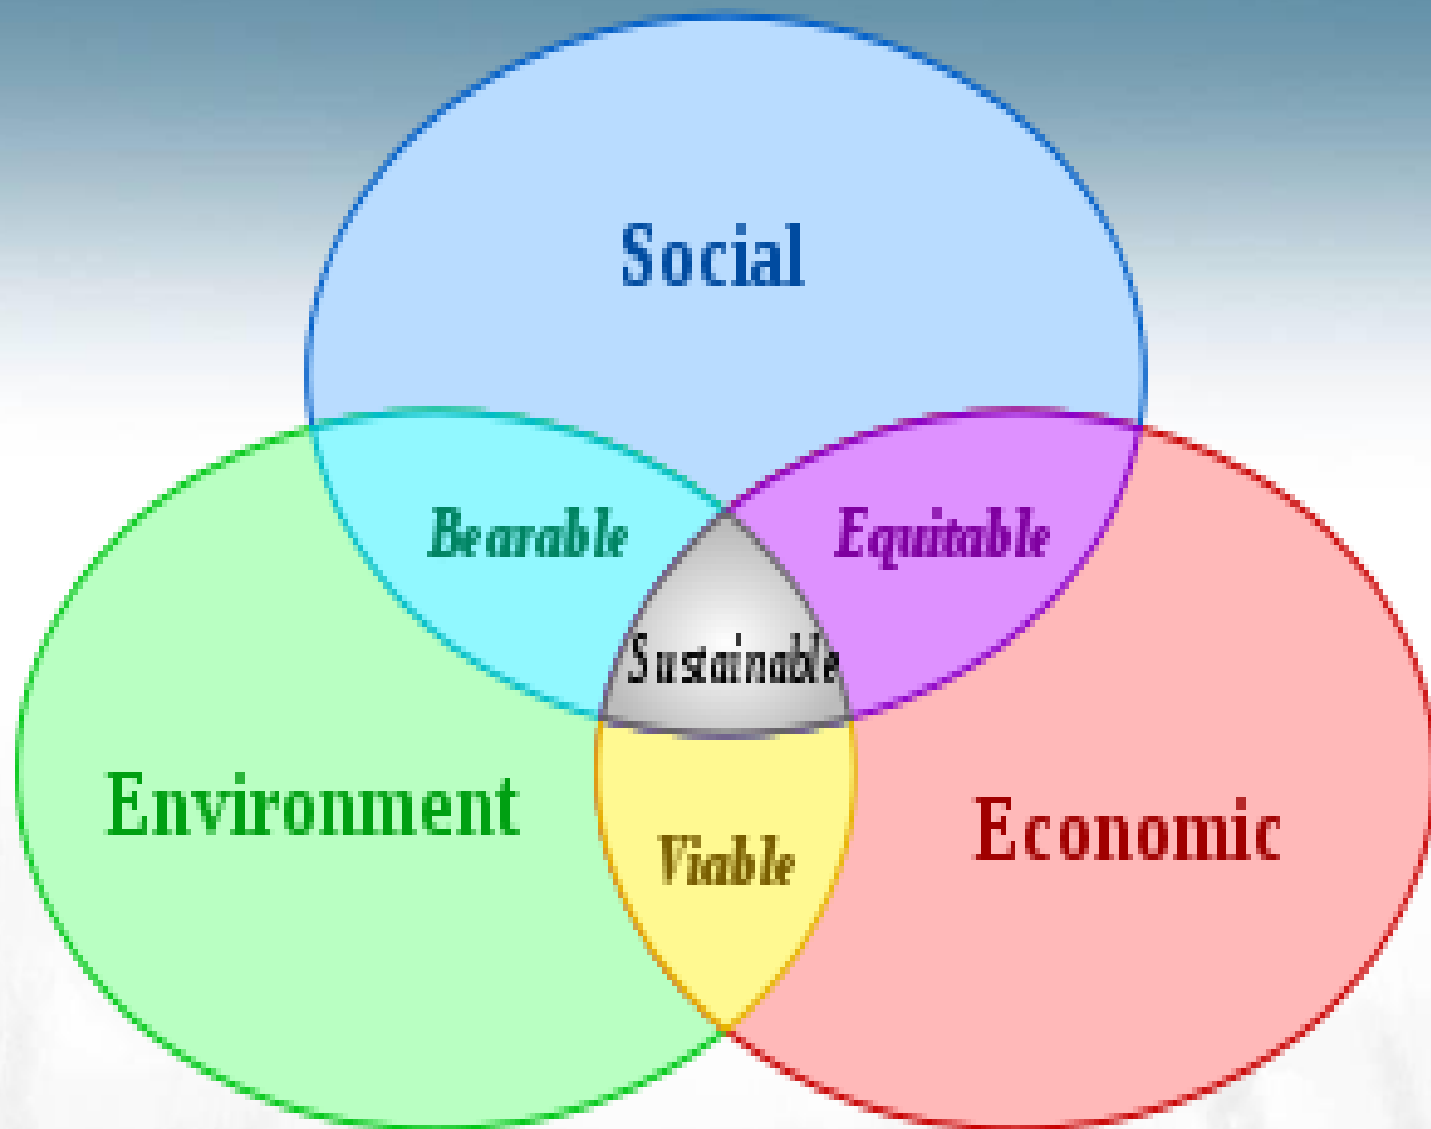 Social
Bearable
Equitable
Sustainable
Environment
Economic
Viable